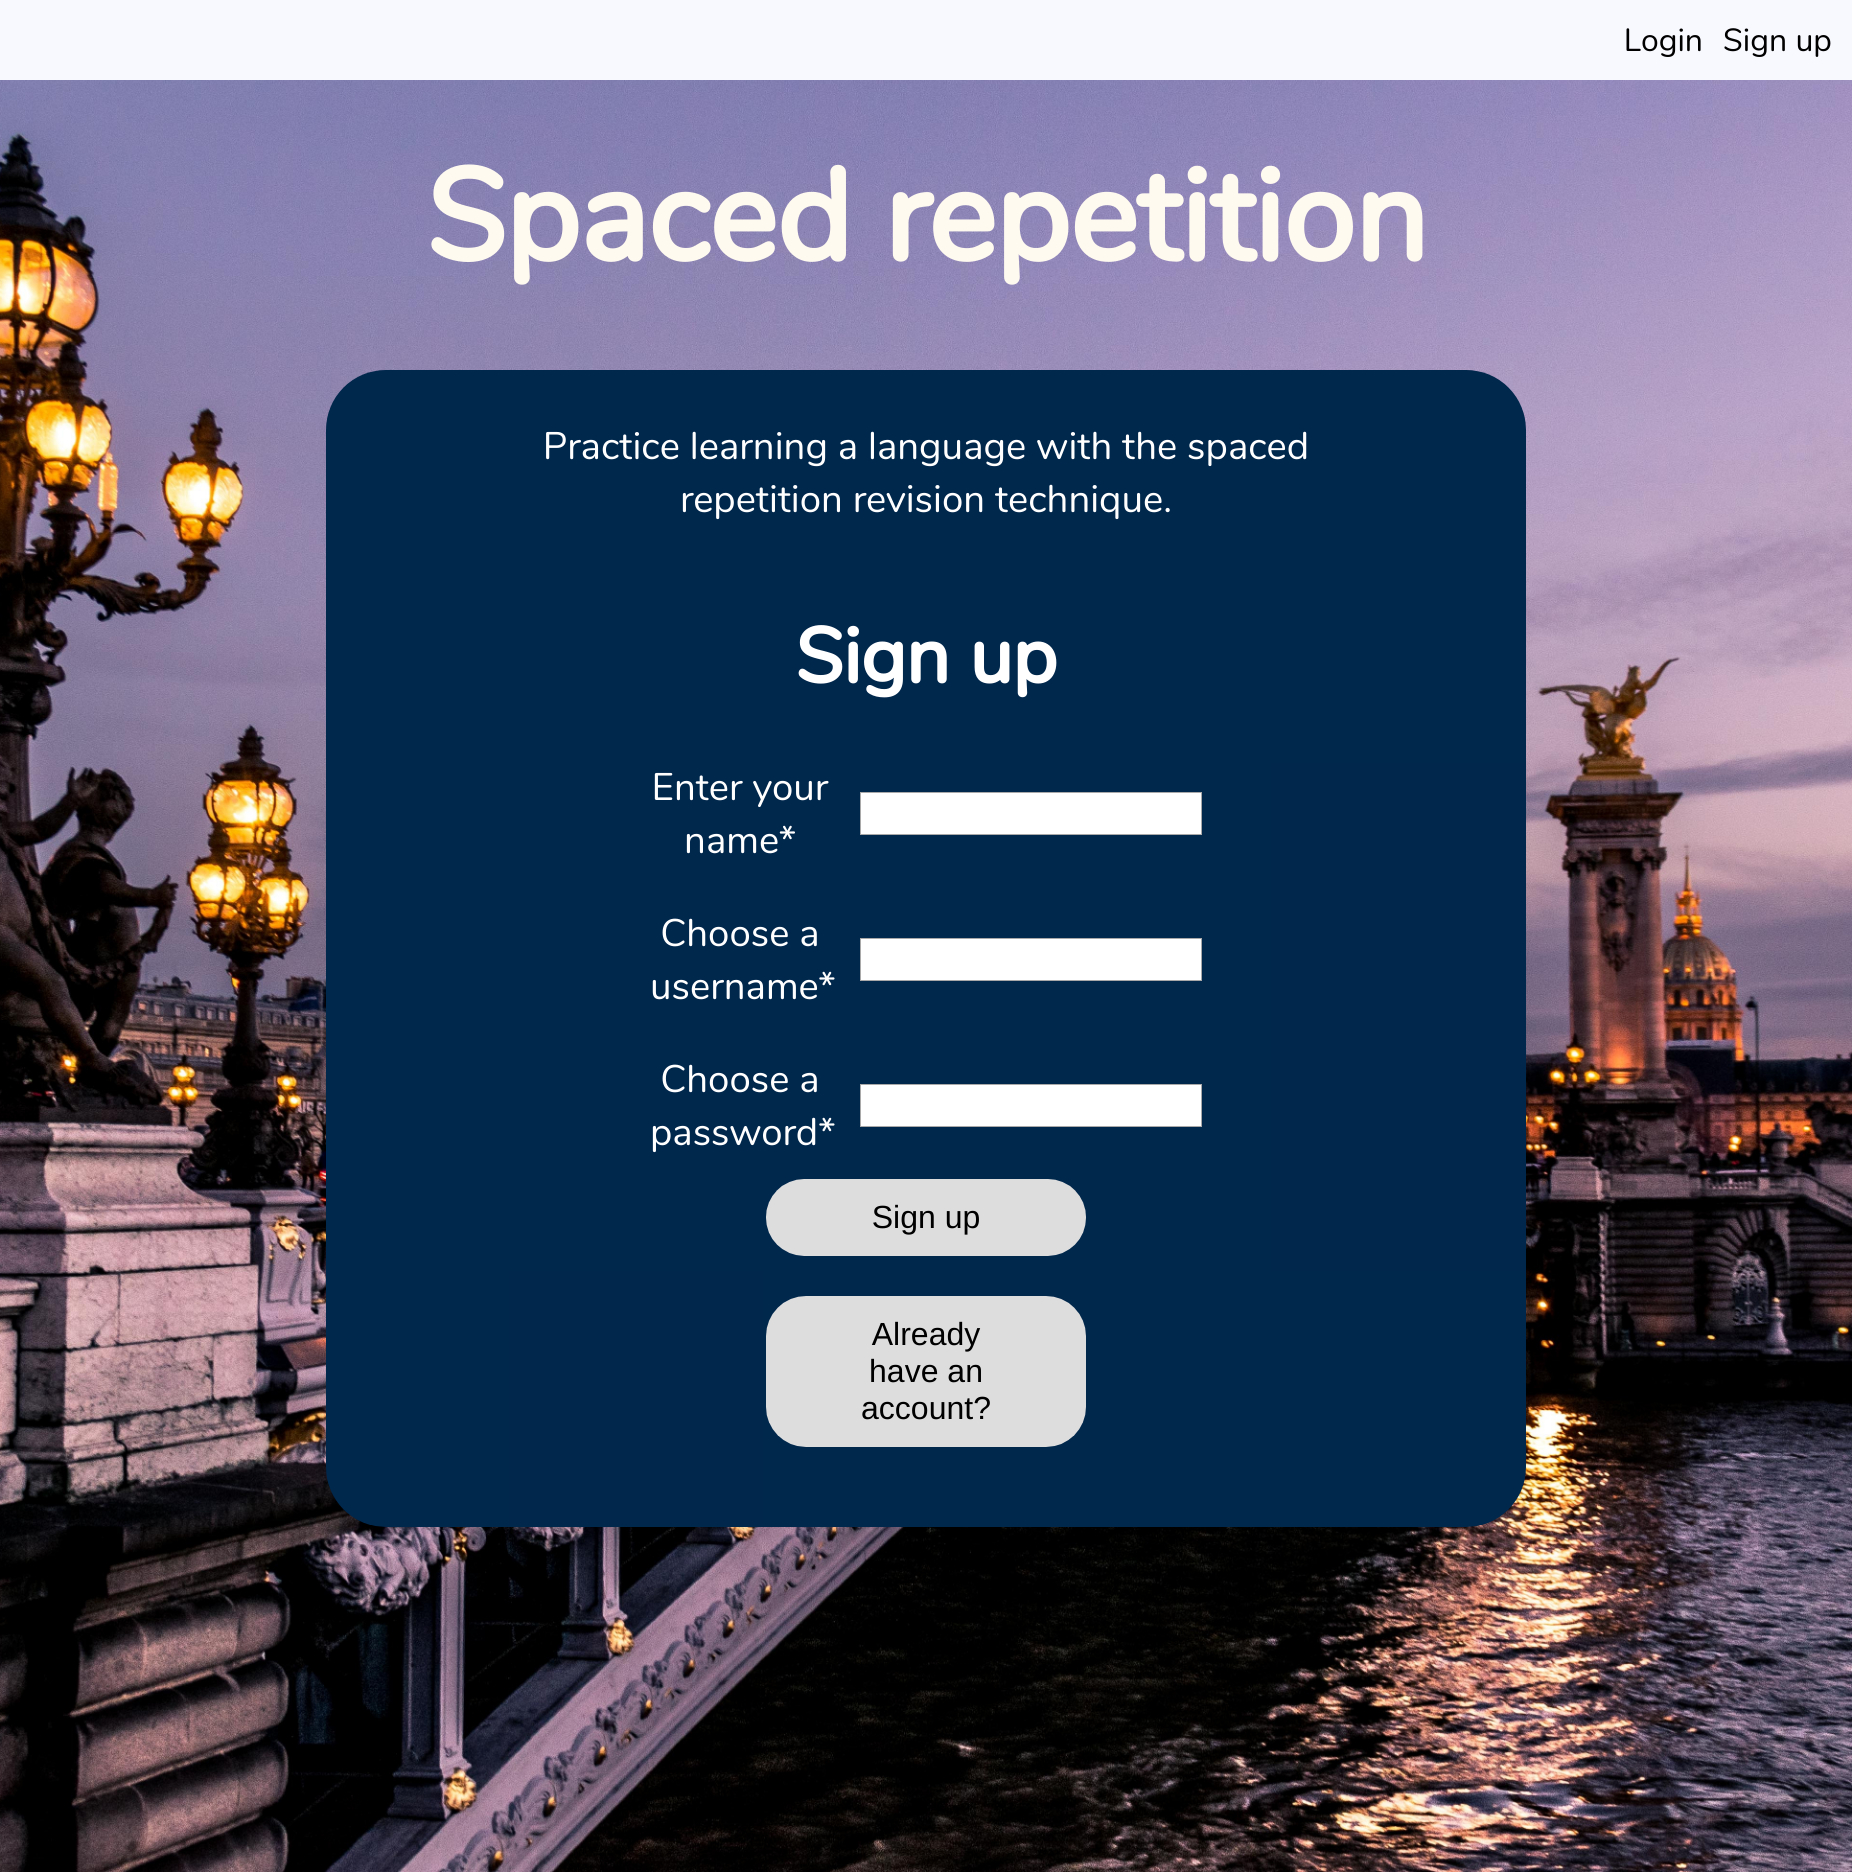 Login Sign up
Spaced repetition
Practice learning a language with the spaced
repetition revision technique.
Sign up
Enter your
name*
Choose a
username*
Choose a
password*
Sign up
Already
have an
account?